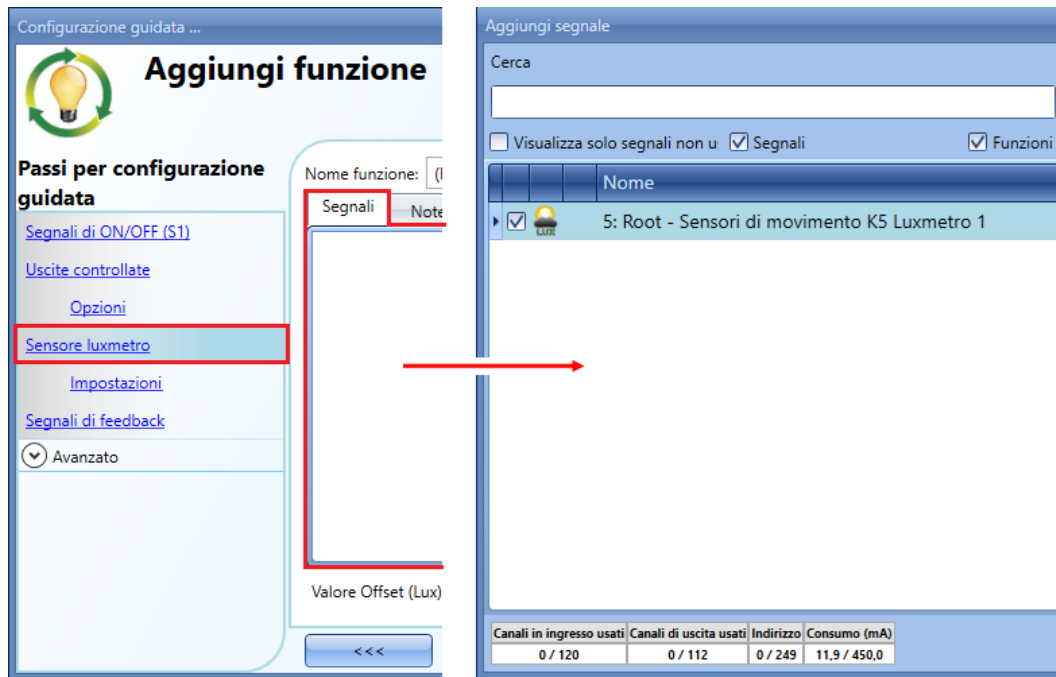 Configurazione guidata ...
Aggiungi funzione
Passi per configurazione
guidata
Segnali di ON/OFF (S1)
Uscite controllate
Opzioni
Sensore luxmetro
Impostazioni
Segnali di feedback
Avanzato
Nome funzione:
Segnali Note
Valore Offset (Lux)
<<<
Aggiungi segnale
Cerca
Visualizza solo segnali non u Segnali Funzioni
Nome
LUX 5: Root - Sensori di movimento K5 Luxmetro 1
Canali in ingresso usati Canali di uscita usati Indirizzo Consumo (mA)
0 / 120 0 / 112 0 / 249 11,9 / 450,0